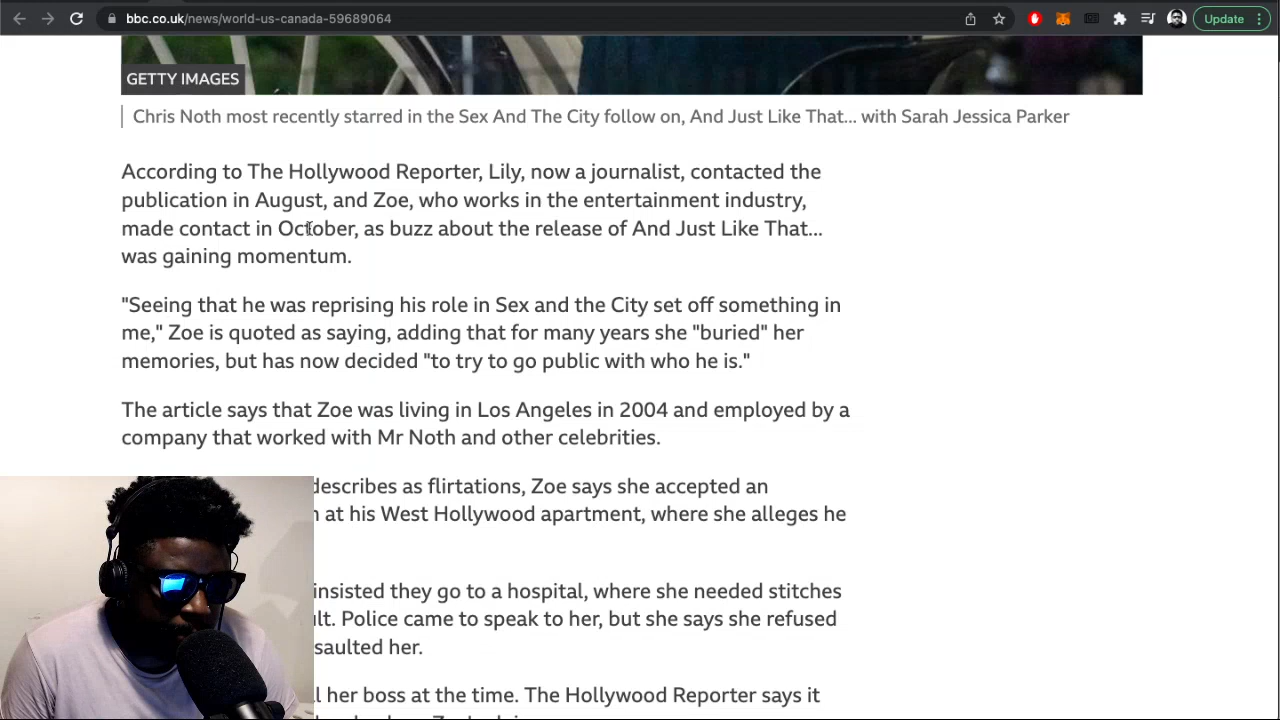 bbc.co.uk/news/world-us-canada-59689064
Update
GETTY IMAGES
Chris Noth most recently starred in the Sex And The City follow on, And Just Like That... with Sarah Jessica Parker
According to The Hollywood Reporter, Lily, now a journalist, contacted the
publication in August, and Zoe, who works in the entertainment industry,
made contact in October, as buzz about the release of And Just Like That...
was gaining momentum.
"Seeing that he was reprising his role in Sex and the City set off something in
me," Zoe is quoted as saying, adding that for many years she "buried" her
memories, but has now decided "to try to go public with who he is."
The article says that Zoe was living in Los Angeles in 2004 and employed by a
company that worked with Mr Noth and other celebrities.
describes as flirtations, Zoe says she accepted an
at his West Hollywood apartment, where she alleges he
insisted they go to a hospital, where she needed stitches
Police came to speak to her, but she says she refused
her.
her boss at the time. The Hollywood Reporter says it